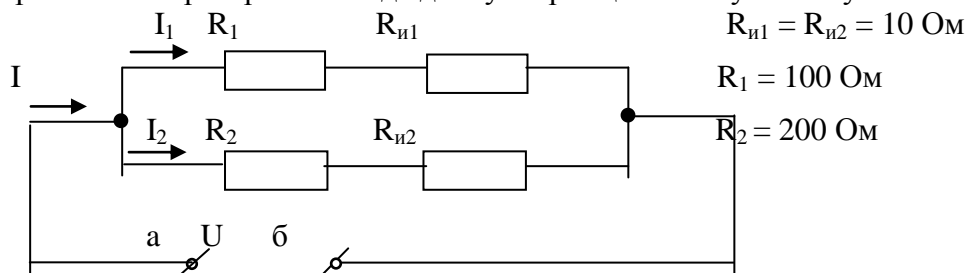 I₁ R₁ Rи1 Rи1 = Rи2 = 10 Ом
I R₁ = 100 Ом
I₂ R₂ Rи2 R₂ = 200 Ом
а U б